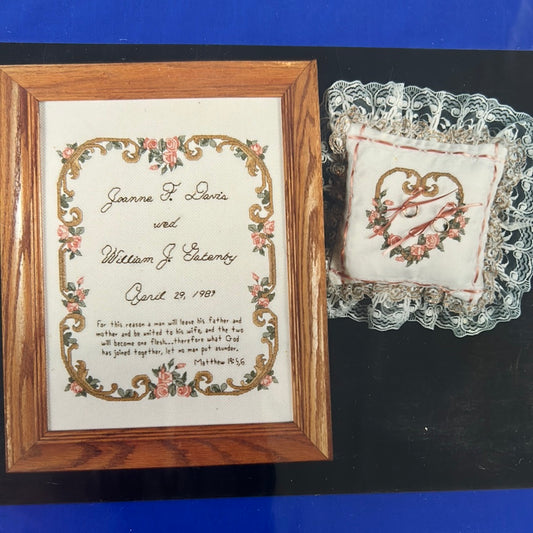 Joanne F. Davis
wed
William J. Gatenby
April 29, 1989
For this reason a man will leave his father and
mother and be united to his wife, and the two
will become one flesh....therefore what God
has joined together, let no man put asunder.
Matthew 19:5,6